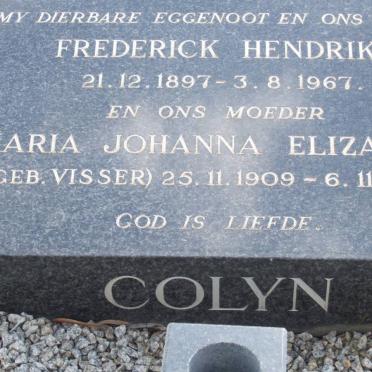 MY DIERBARE EGGENOOT EN ONS
FREDERICK HENDRIK
21.12.1897 - 3.8.1967.
EN ONS MOEDER
ARIA JOHANNA ELIZA
GEB. VISSER) 25.11.1909 - 6.11
GOD IS LIEFDE.
COLYN